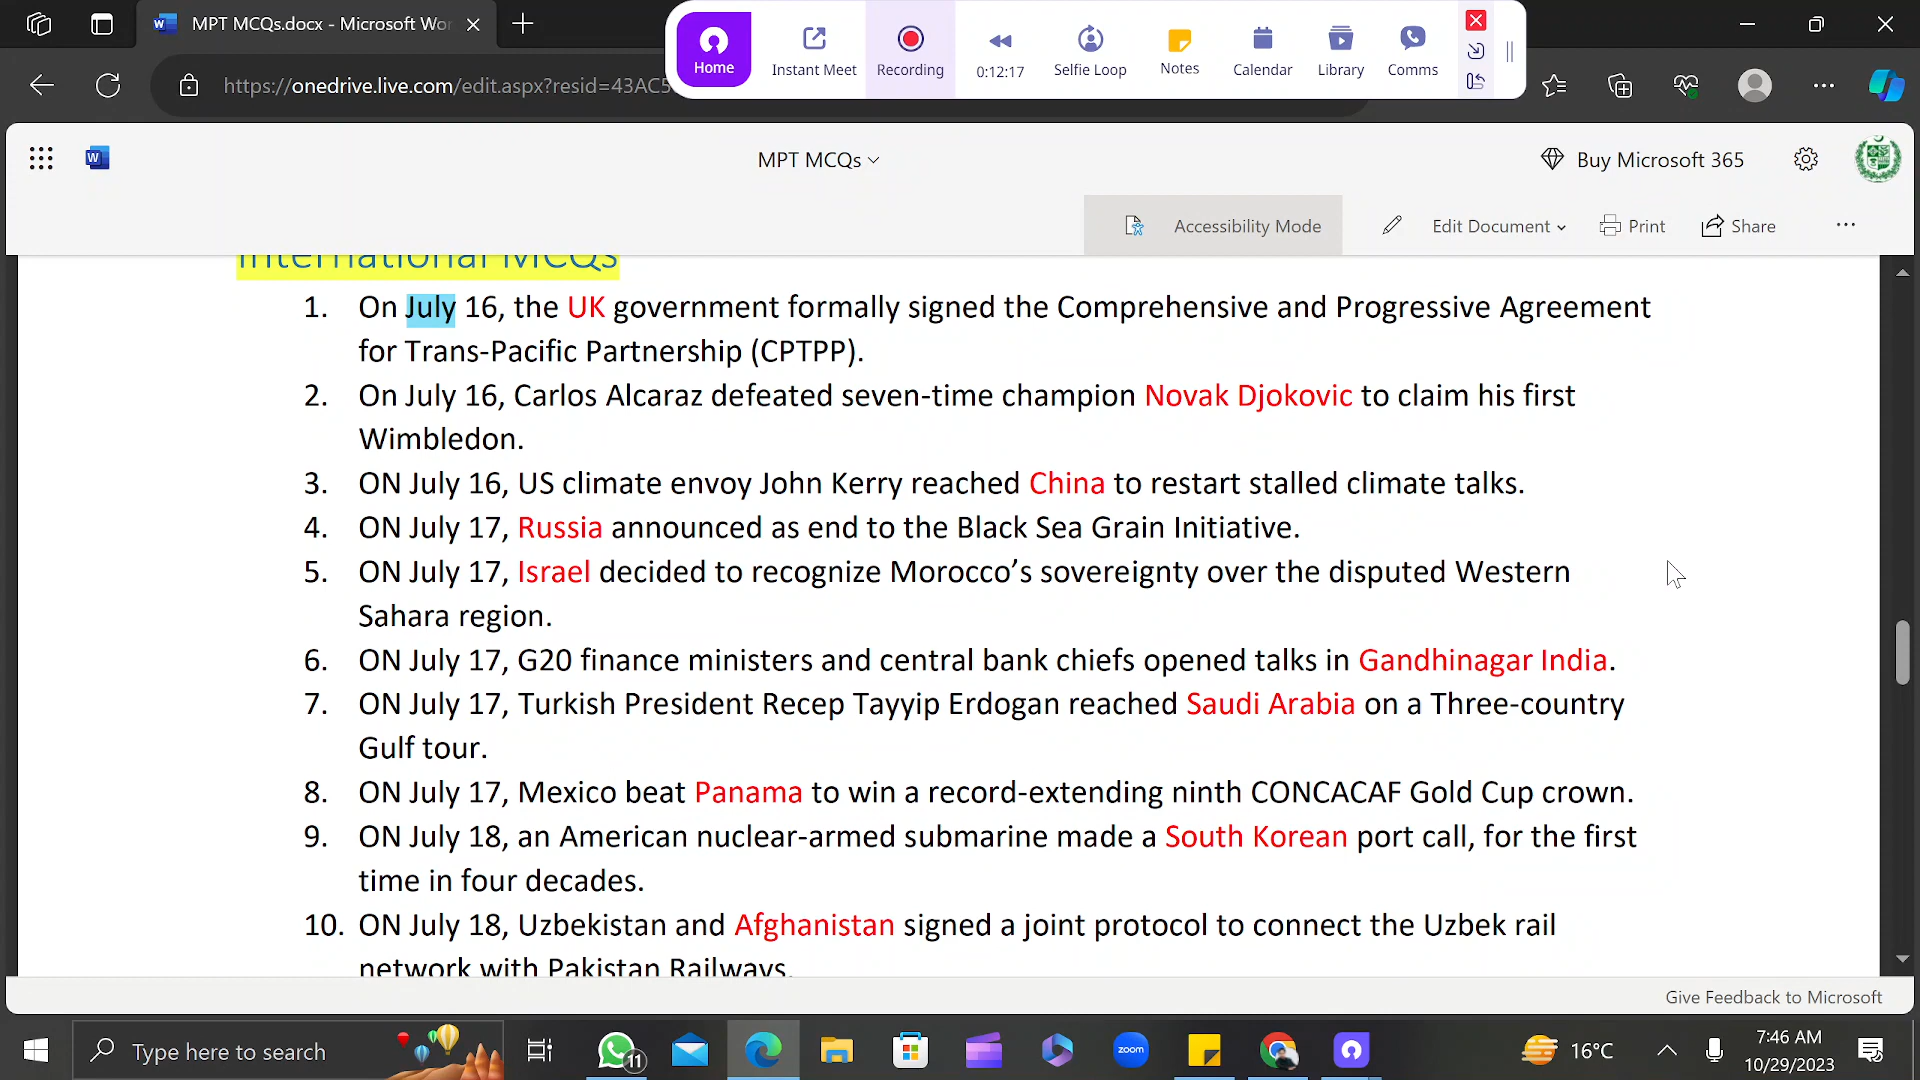 MPT MCQs.docx - Microsoft Wor
Home
Instant Meet
Recording
0:12:17
Selfie Loop
Notes
Calendar
Library
Comms
https://onedrive.live.com/edit.aspx?resid=43AC5
MPT MCQs
Buy Microsoft 365
Accessibility Mode
Edit Document
Print
Share
International MCQs
1. On July 16, the UK government formally signed the Comprehensive and Progressive Agreement
for Trans-Pacific Partnership (CPTPP).
2. On July 16, Carlos Alcaraz defeated seven-time champion Novak Djokovic to claim his first
Wimbledon.
3. ON July 16, US climate envoy John Kerry reached China to restart stalled climate talks.
4. ON July 17, Russia announced as end to the Black Sea Grain Initiative.
5. ON July 17, Israel decided to recognize Morocco’s sovereignty over the disputed Western
Sahara region.
6. ON July 17, G20 finance ministers and central bank chiefs opened talks in Gandhinagar India.
7. ON July 17, Turkish President Recep Tayyip Erdogan reached Saudi Arabia on a Three-country
Gulf tour.
8. ON July 17, Mexico beat Panama to win a record-extending ninth CONCACAF Gold Cup crown.
9. ON July 18, an American nuclear-armed submarine made a South Korean port call, for the first
time in four decades.
10. ON July 18, Uzbekistan and Afghanistan signed a joint protocol to connect the Uzbek rail
network with Pakistan Railways.
Give Feedback to Microsoft
Type here to search
11
zoom
16°C
7:46 AM
10/29/2023